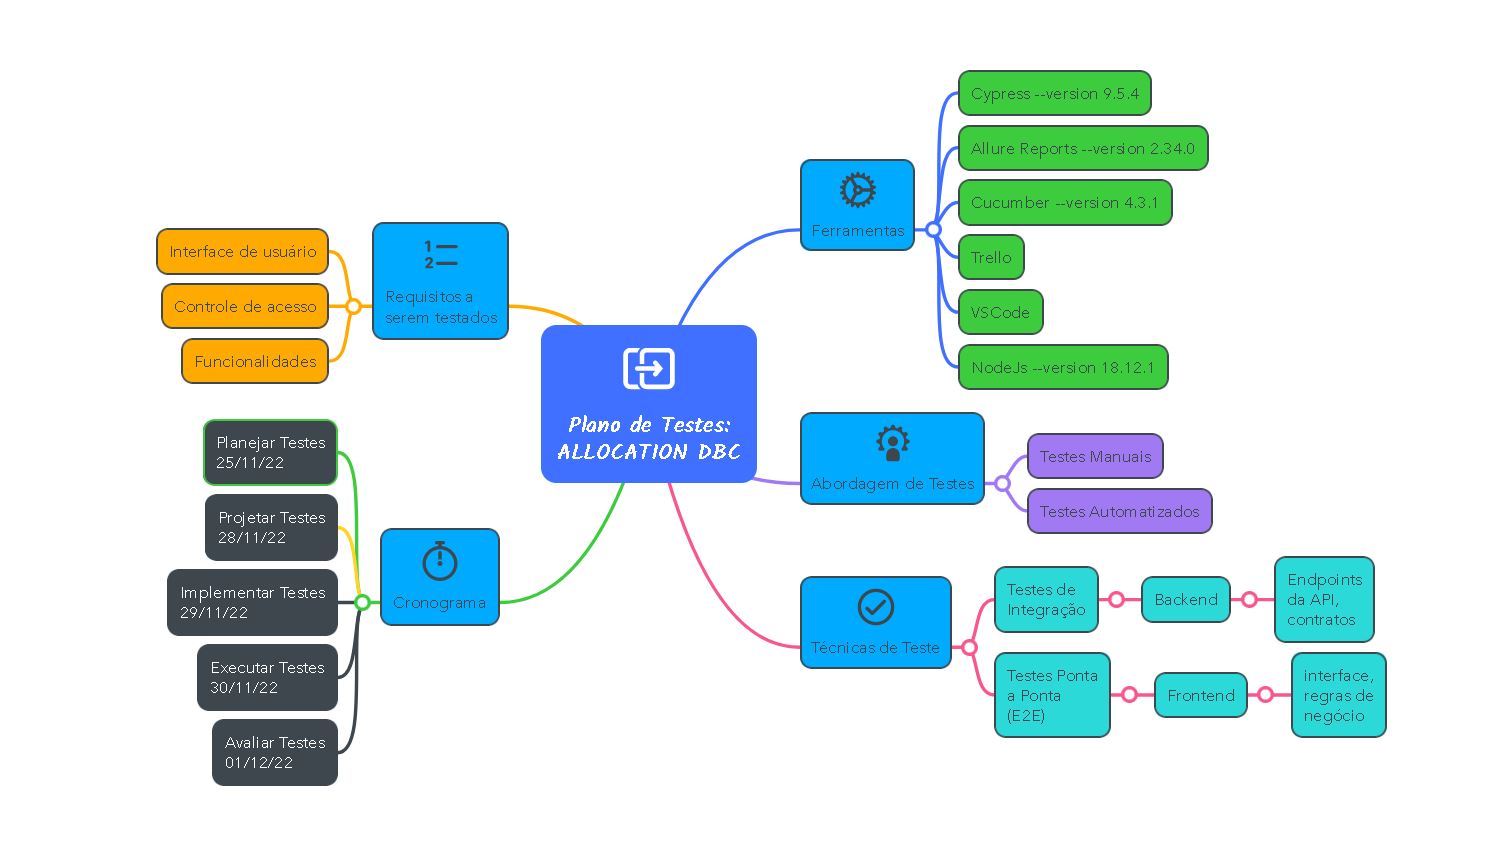 Plano de Testes:
ALLOCATION DBC
1
2
Requisitos a
serem testados
Interface de usuário
Controle de acesso
Funcionalidades
Cronograma
Planejar Testes
25/11/22
Projetar Testes
28/11/22
Implementar Testes
29/11/22
Executar Testes
30/11/22
Avaliar Testes
01/12/22
Ferramentas
Cypress --version 9.5.4
Allure Reports --version 2.34.0
Cucumber --version 4.3.1
Trello
VSCode
NodeJs --version 18.12.1
Abordagem de Testes
Testes Manuais
Testes Automatizados
Técnicas de Teste
Testes de
Integração
Backend
Endpoints
da API,
contratos
Testes Ponta
a Ponta
(E2E)
Frontend
interface,
regras de
negócio